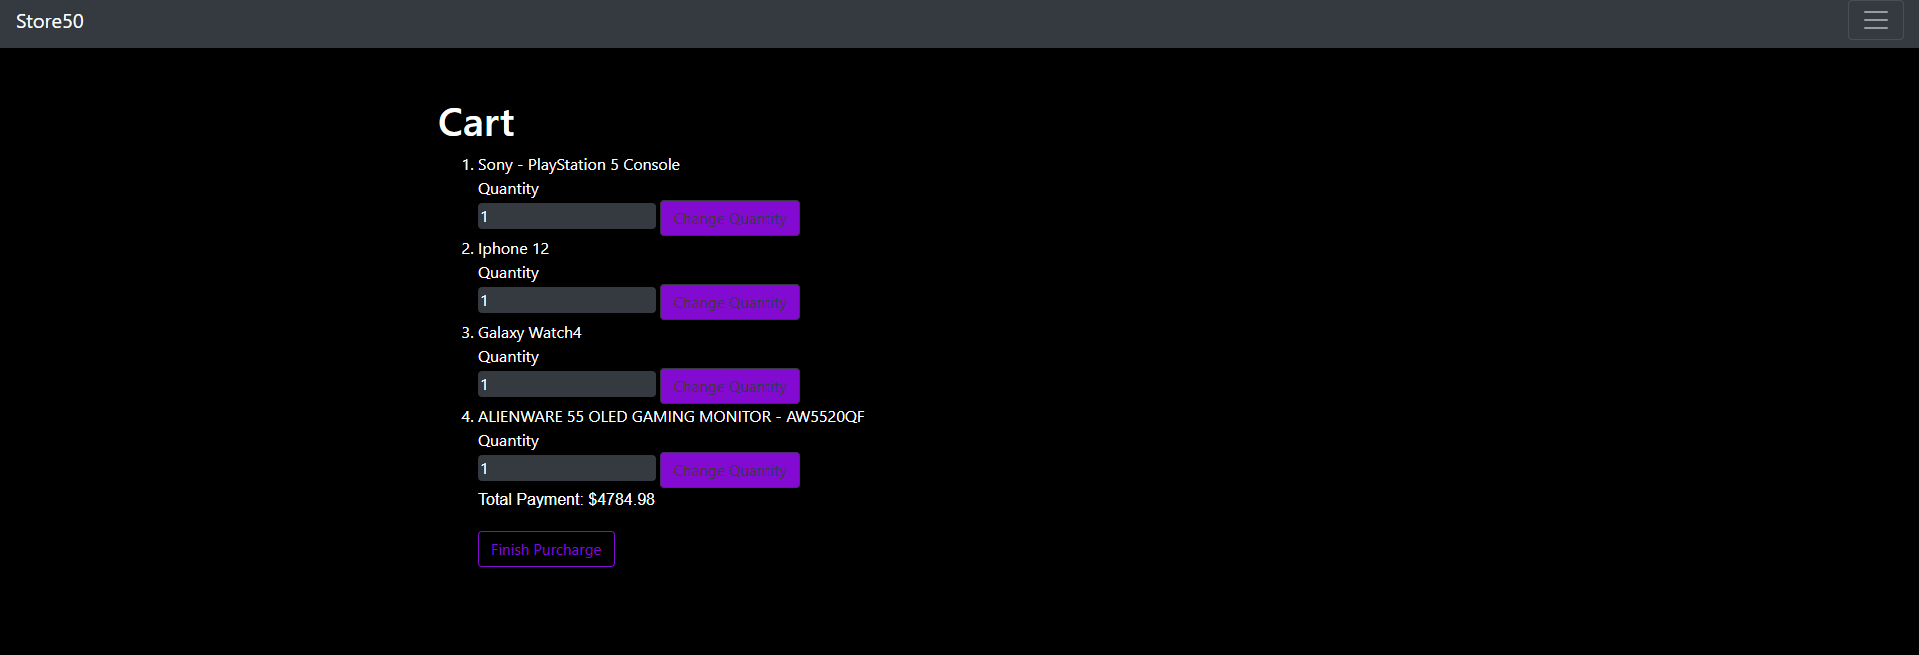 Store50
Cart
1. Sony - PlayStation 5 Console
Quantity
1 Change Quantity
2. Iphone 12
Quantity
1 Change Quantity
3. Galaxy Watch4
Quantity
1 Change Quantity
4. ALIENWARE 55 OLED GAMING MONITOR - AW5520QF
Quantity
1 Change Quantity
Total Payment: $4784.98
Finish Purcharge